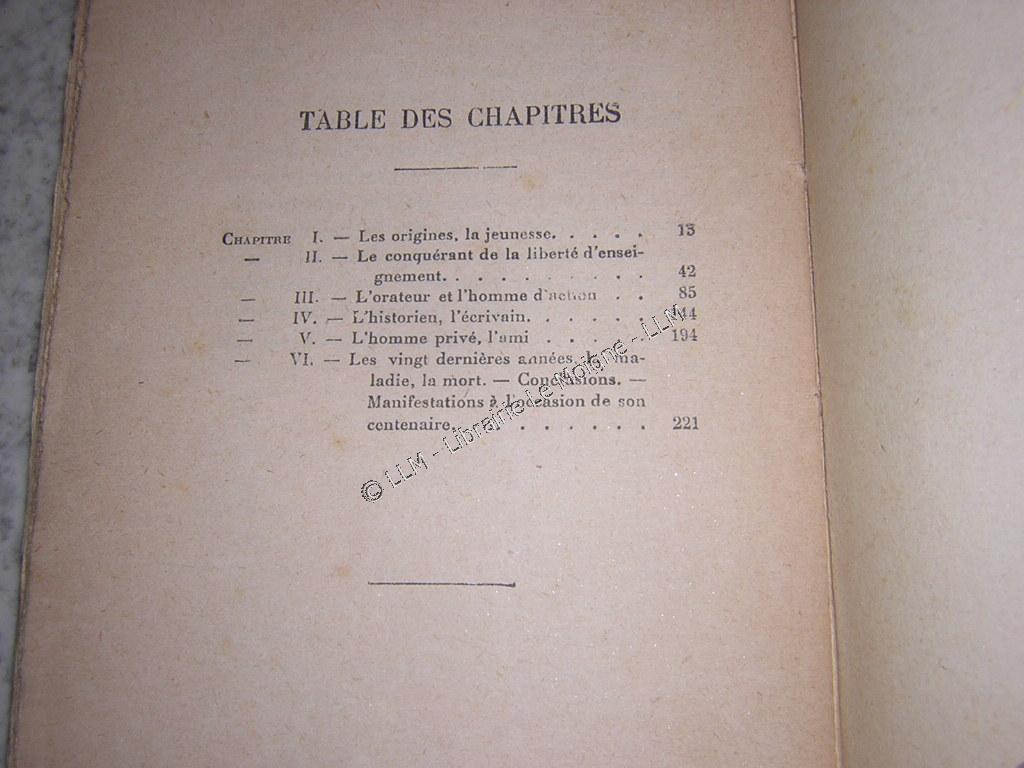 TABLE DES CHAPITRES
CHAPITRE I. — Les origines, la jeunesse. . . . . . 13
— II. — Le conquérant de la liberté d'ensei-
gnement. . . . . . . . . . 42
— III. — L'orateur et l'homme d'action . . 85
— IV. — L'historien, l'écrivain. . . . . . 144
— V. — L'homme privé, l'ami . . . . . 194
— VI. — Les vingt dernières années, la ma-
ladie, la mort. — Conclusions. —
Manifestations à l'occasion de son
centenaire. . . . . . . . . 221
© LLM - Librairie Le Moigne - LLM